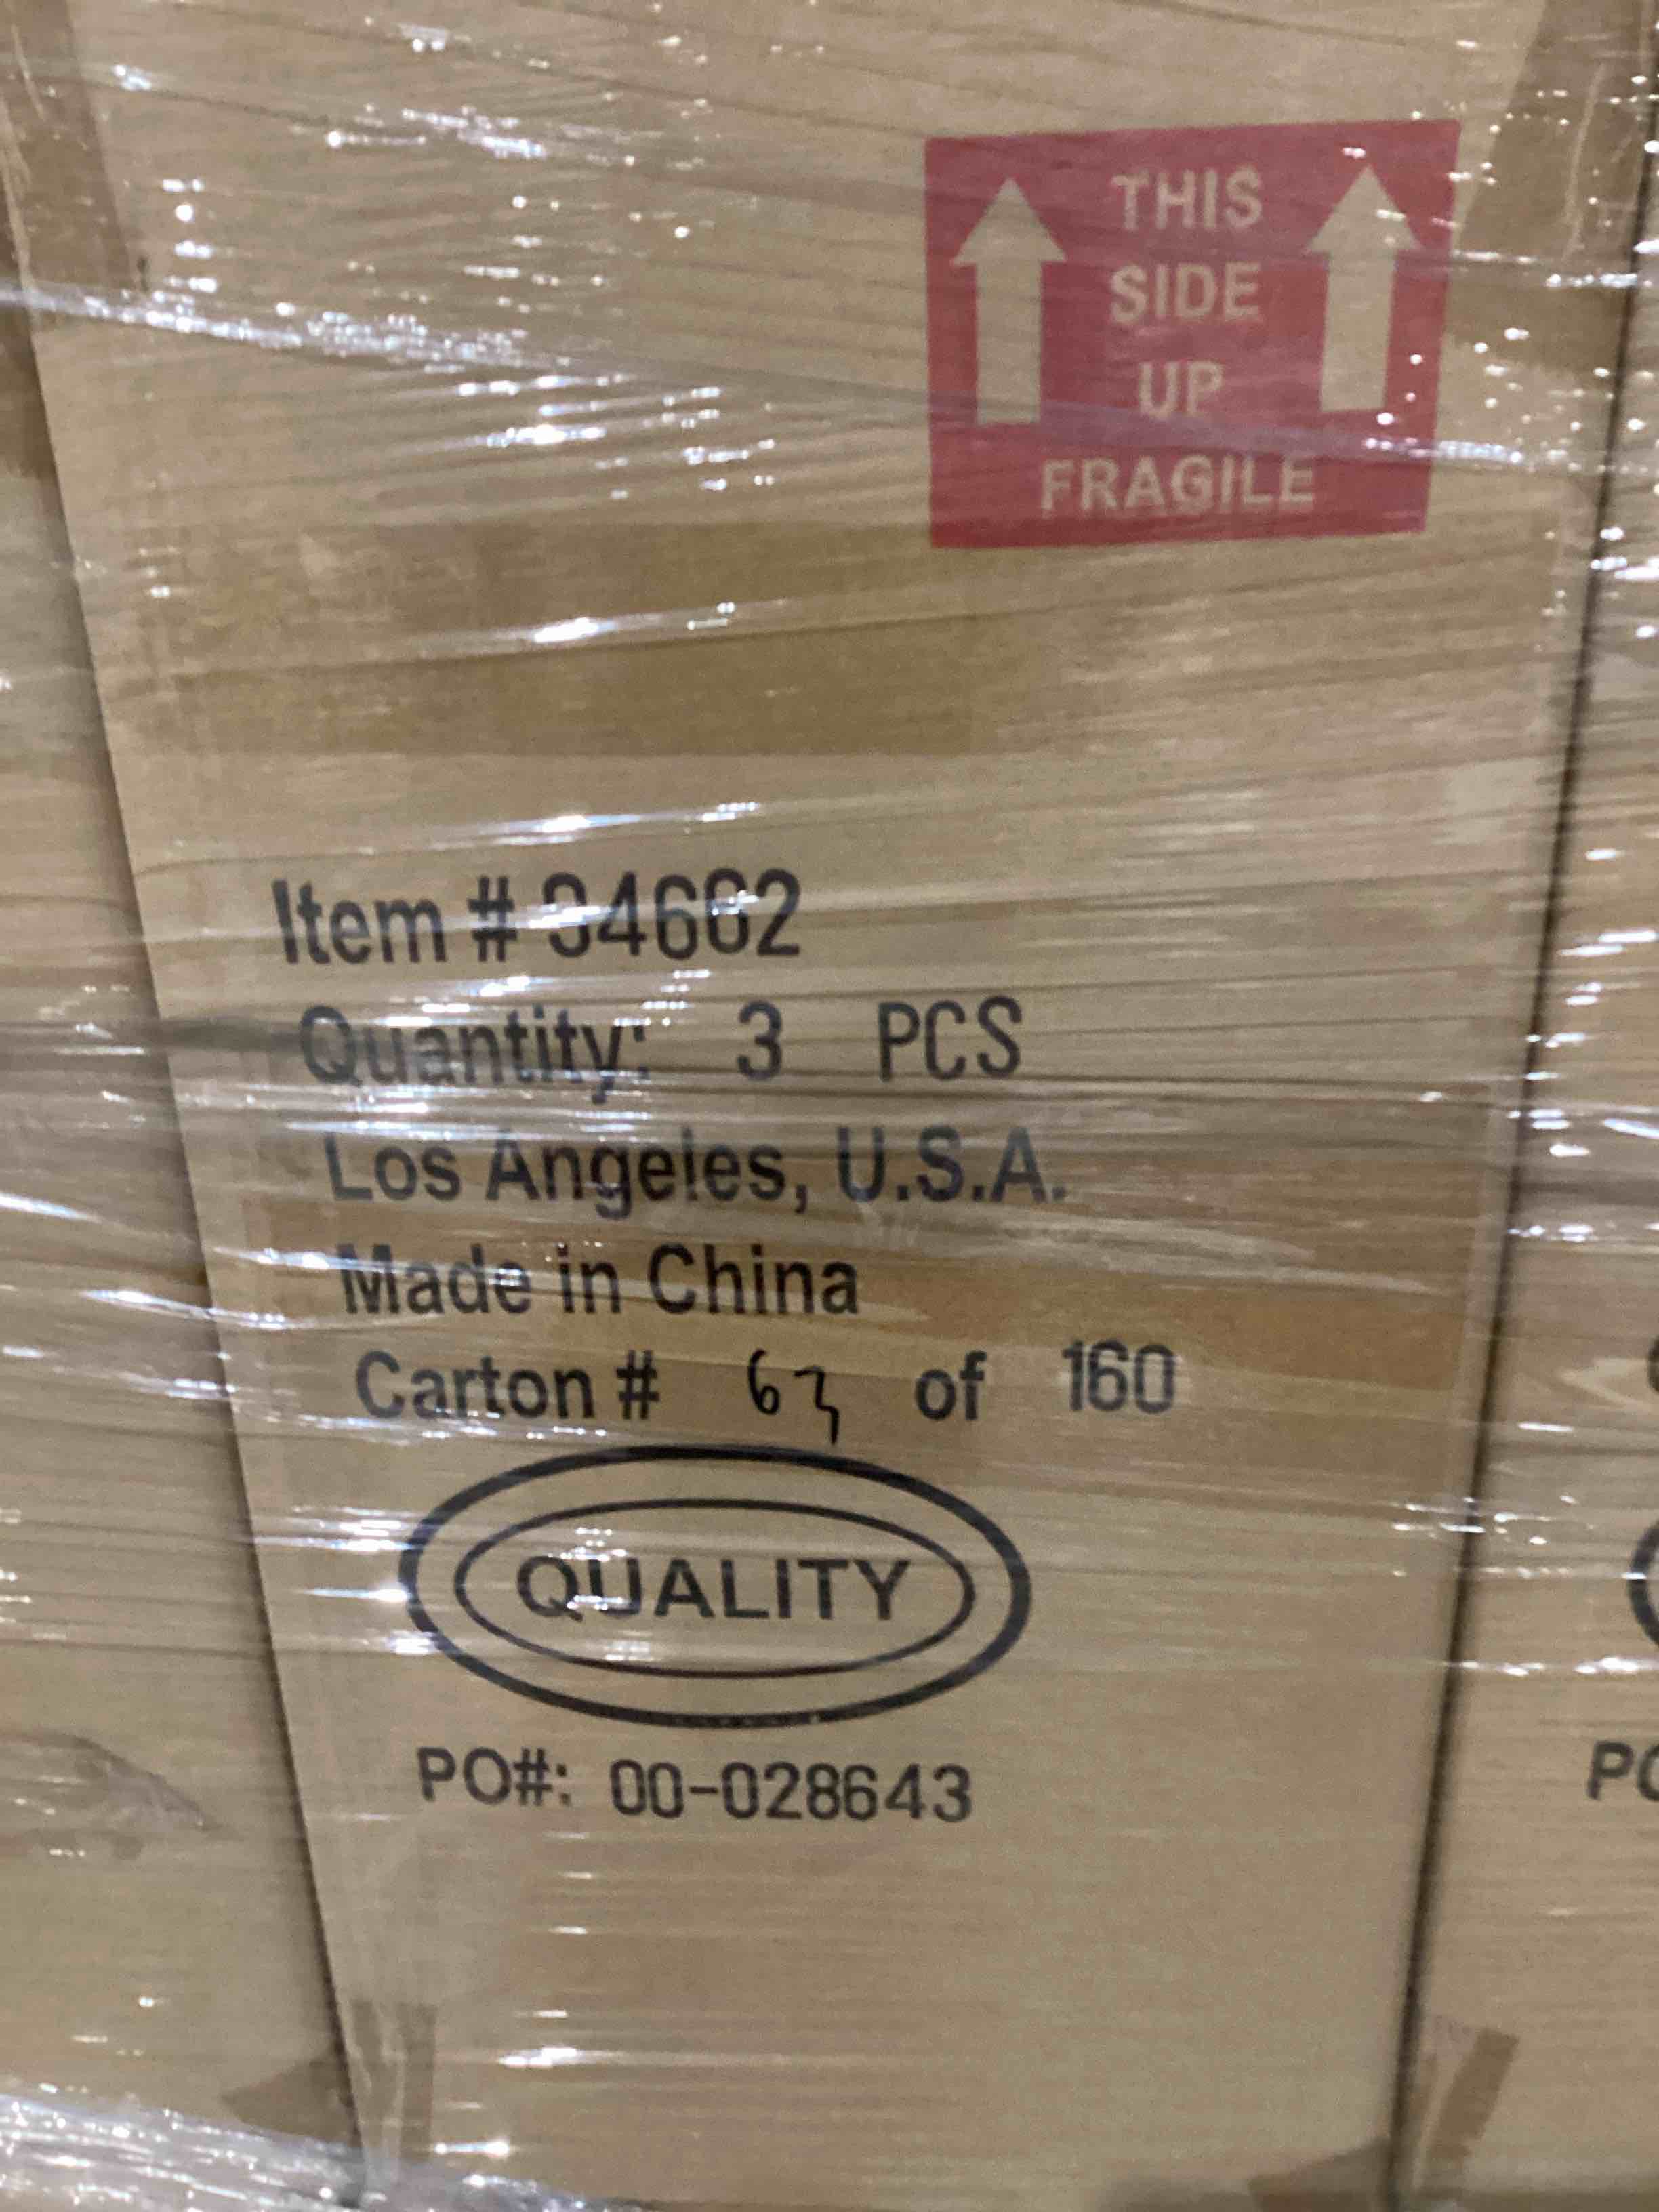 THIS
SIDE
UP
FRAGILE
Item #
Quantity: 3 PCS
Los Angeles, U.S.A.
Made in China
Carton # 63 of 160
QUALITY
PO#: 00-028643